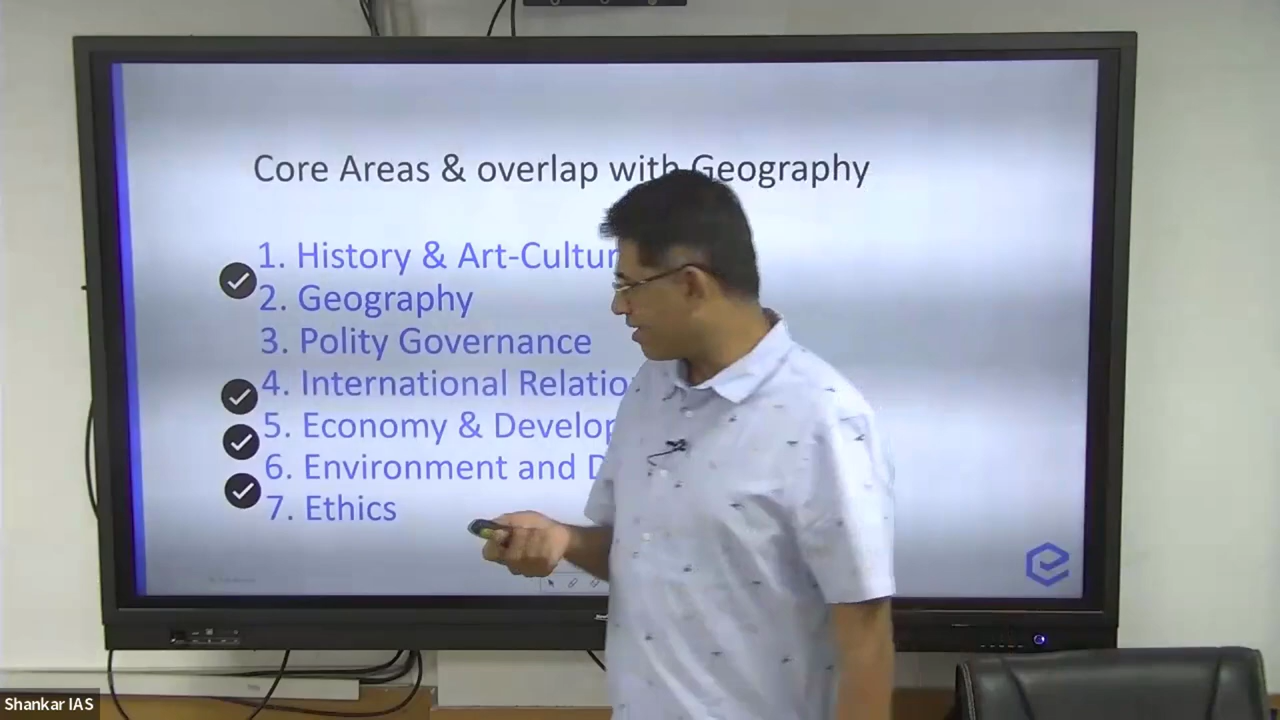 Core Areas & overlap with Geography
1. History & Art-Cultur
2. Geography
3. Polity Governance
4. International Relatio
5. Economy & Develop
6. Environment and D
7. Ethics
Shankar IAS